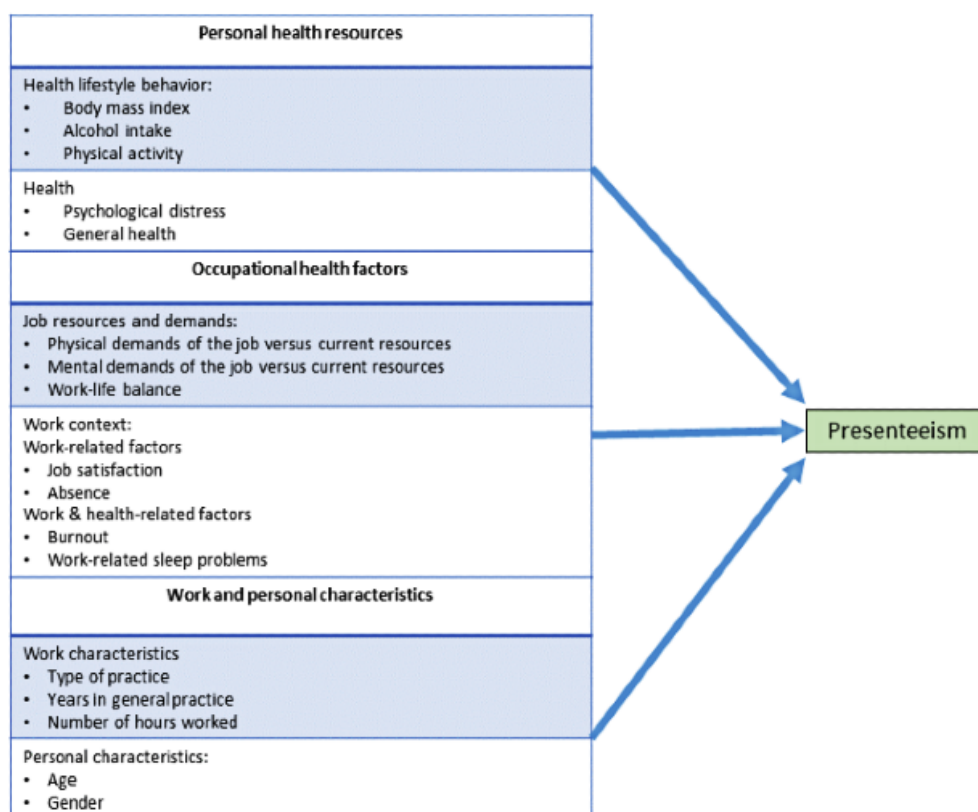 Personal health resources
Health lifestyle behavior:
• Body mass index
• Alcohol intake
• Physical activity
Health
• Psychological distress
• General health
Occupational health factors
Job resources and demands:
• Physical demands of the job versus current resources
• Mental demands of the job versus current resources
• Work-life balance
Work context:
Work-related factors
• Job satisfaction
• Absence
Work & health-related factors
• Burnout
• Work-related sleep problems
Work and personal characteristics
Work characteristics
• Type of practice
• Years in general practice
• Number of hours worked
Personal characteristics:
• Age
• Gender
Presenteeism